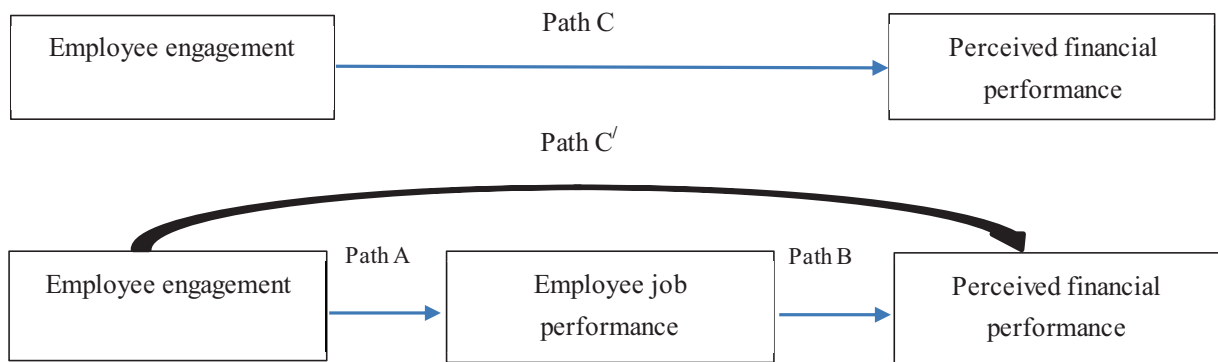 Path C
Employee engagement
Perceived financial
performance
Path C/
Path A
Path B
Employee engagement
Employee job
performance
Perceived financial
performance